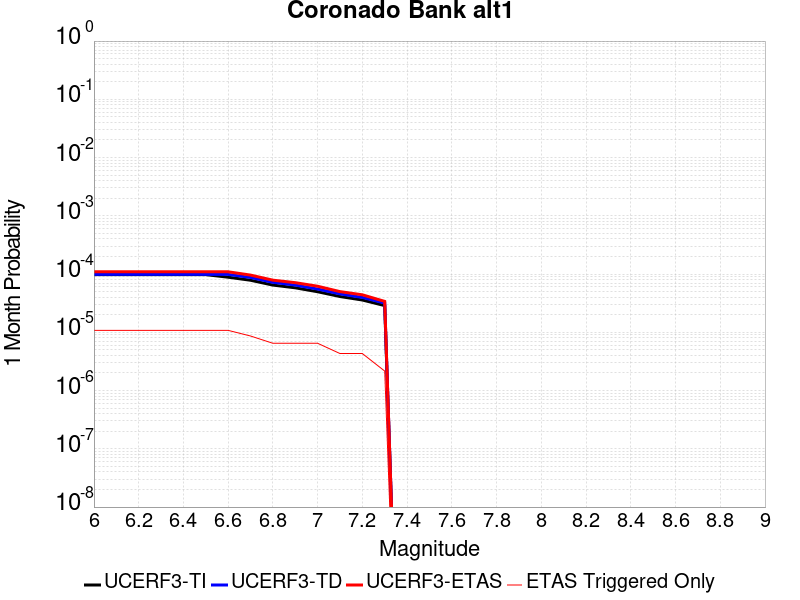 Coronado Bank alt1
1 Month Probability
10^0
10^-1
10^-2
10^-3
10^-4
10^-5
10^-6
10^-7
10^-8
6 6.2 6.4 6.6 6.8 7 7.2 7.4 7.6 7.8 8 8.2 8.4 8.6 8.8 9
Magnitude
UCERF3-TI UCERF3-TD UCERF3-ETAS ETAS Triggered Only